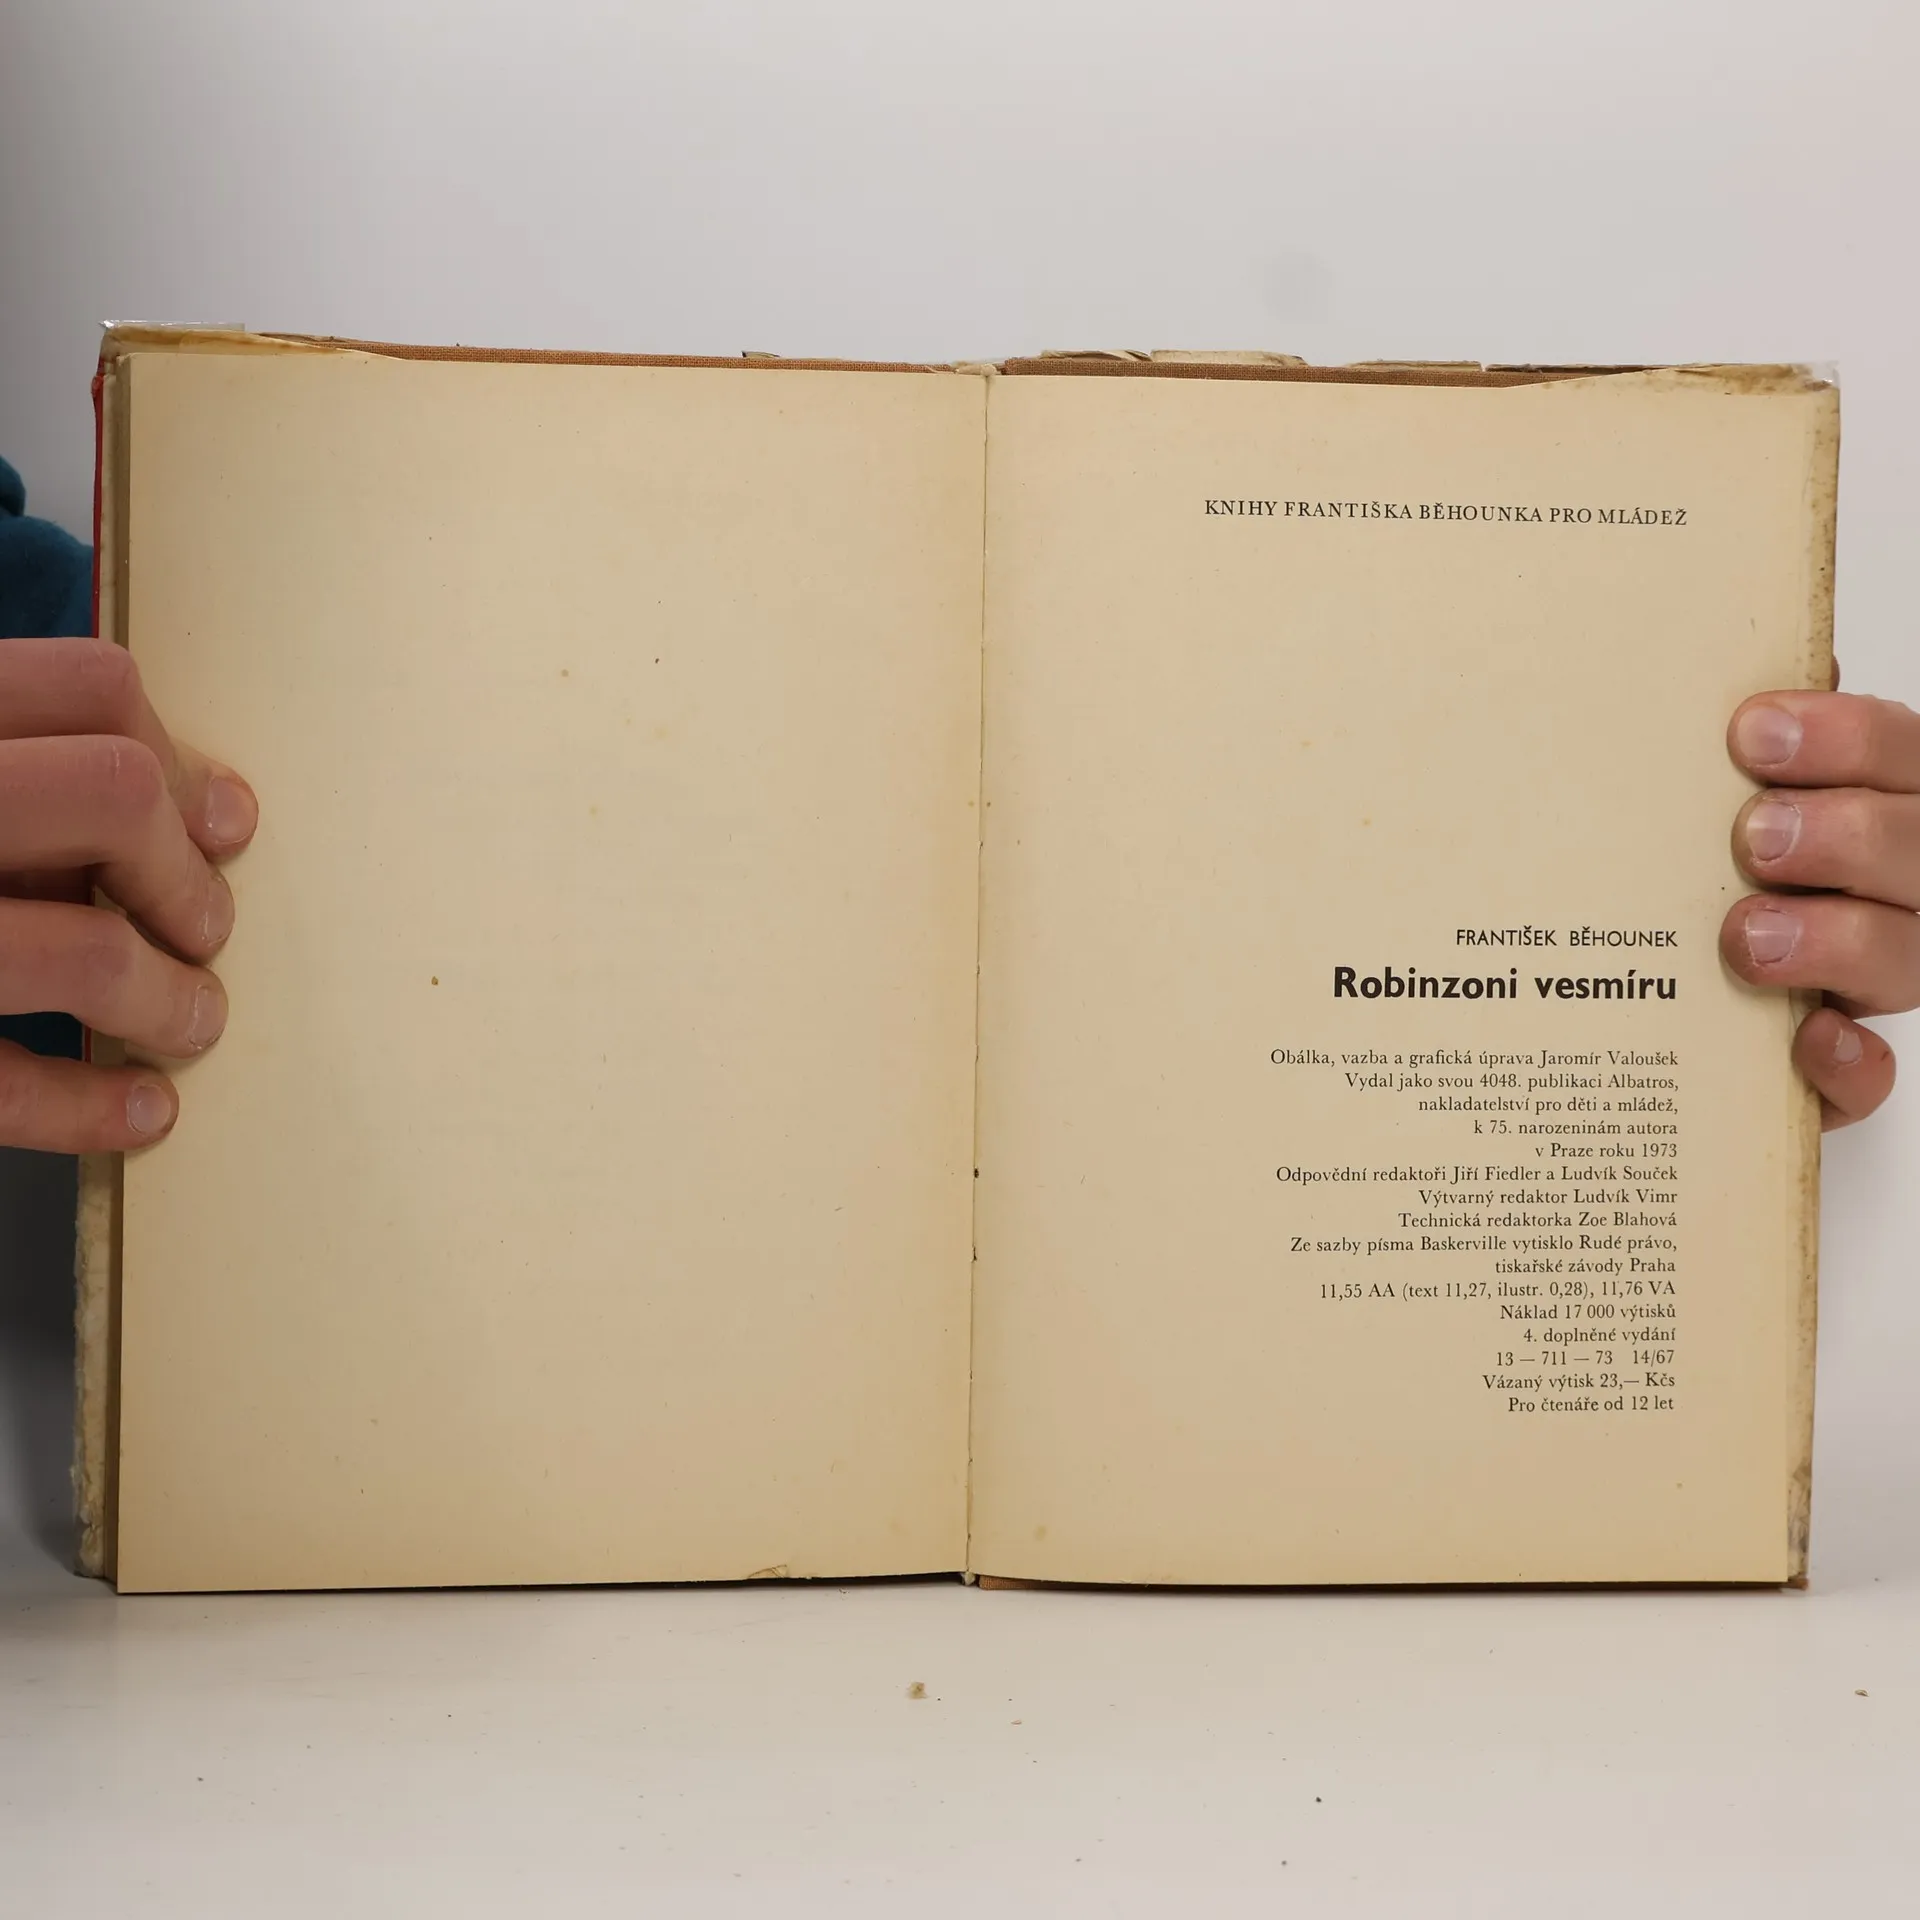 KNIHY FRANTIŠKA BĚHOUNKA PRO MLÁDEŽ
FRANTIŠEK BĚHOUNEK
Robinzoni vesmíru
Obálka, vazba a grafická úprava Jaromír Valoušek
Vydal jako svou 4048. publikaci Albatros,
nakladatelství pro děti a mládež,
k 75. narozeninám autora
v Praze roku 1973
Odpovědní redaktoři Jiří Fiedler a Ludvík Souček
Výtvarný redaktor Ludvík Vimr
Technická redaktorka Zoe Blahová
Ze sazby písma Baskerville vytisklo Rudé právo,
tiskařské závody Praha
11,55 AA (text 11,27, ilustr. 0,28), 11,76 VA
Náklad 17 000 výtisků
4. doplněné vydání
13 — 711 — 73 14/67
Vázaný výtisk 23,— Kčs
Pro čtenáře od 12 let